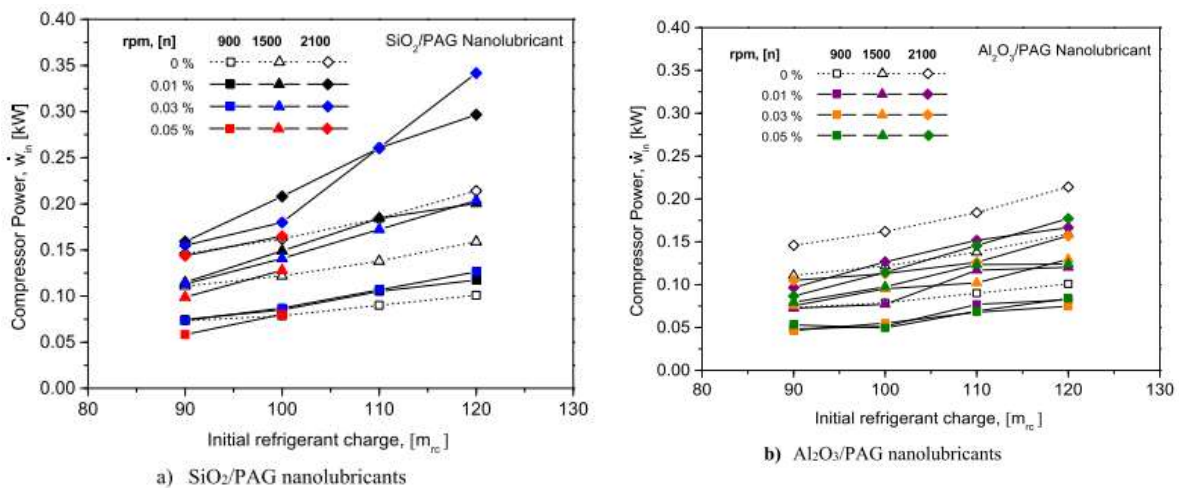 0.40
0.35
0.30
0.25
0.20
0.15
0.10
0.05
0.00
Compressor Power, ẇin [kW]
rpm, [n] 900 1500 2100
0 %
0.01 %
0.03 %
0.05 %
SiO2/PAG Nanolubricant
80 90 100 110 120 130
Initial refrigerant charge, [mrc]
a) SiO2/PAG nanolubricants
0.40
0.35
0.30
0.25
0.20
0.15
0.10
0.05
0.00
Compressor Power, ẇin [kW]
rpm, [n] 900 1500 2100
0 %
0.01 %
0.03 %
0.05 %
Al2O3/PAG Nanolubricant
80 90 100 110 120 130
Initial refrigerant charge, [mrc]
b) Al2O3/PAG nanolubricants